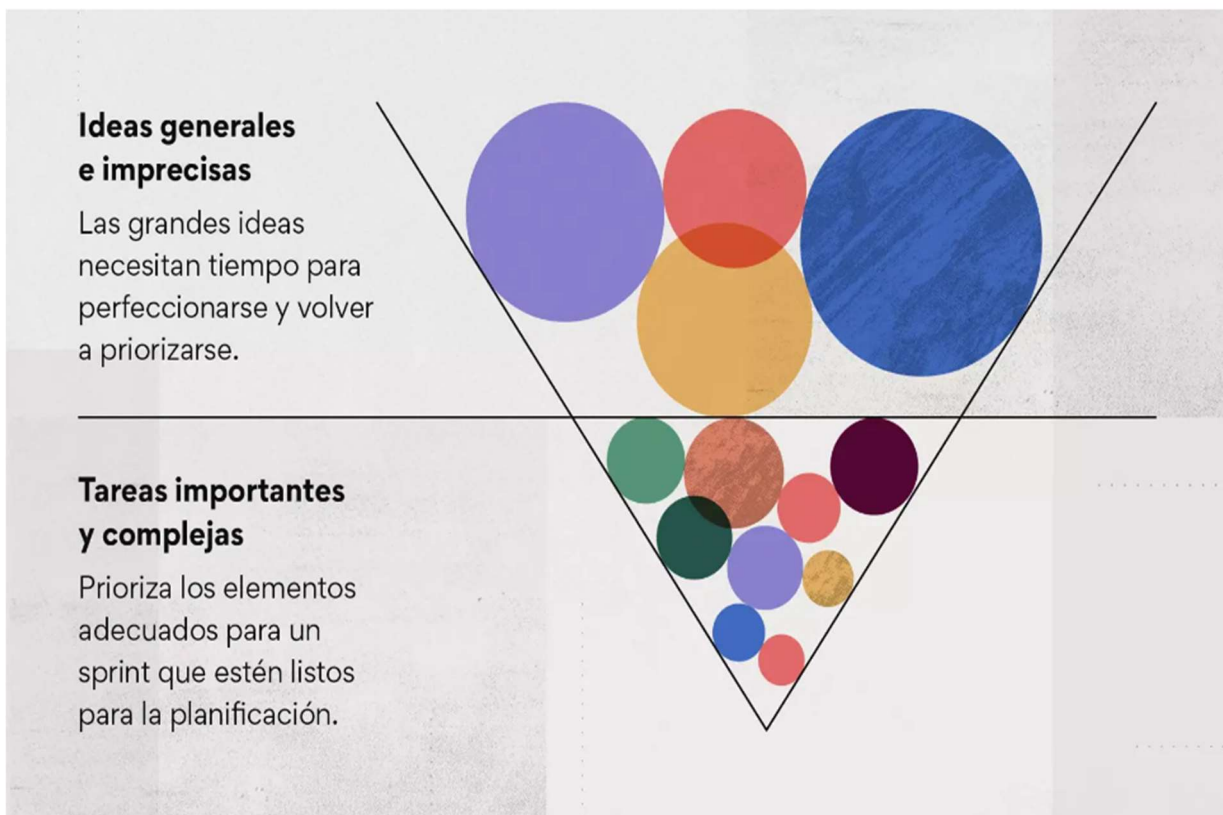 Ideas generales
e imprecisas
Las grandes ideas
necesitan tiempo para
perfeccionarse y volver
a priorizarse.
Tareas importantes
y complejas
Prioriza los elementos
adecuados para un
sprint que estén listos
para la planificación.